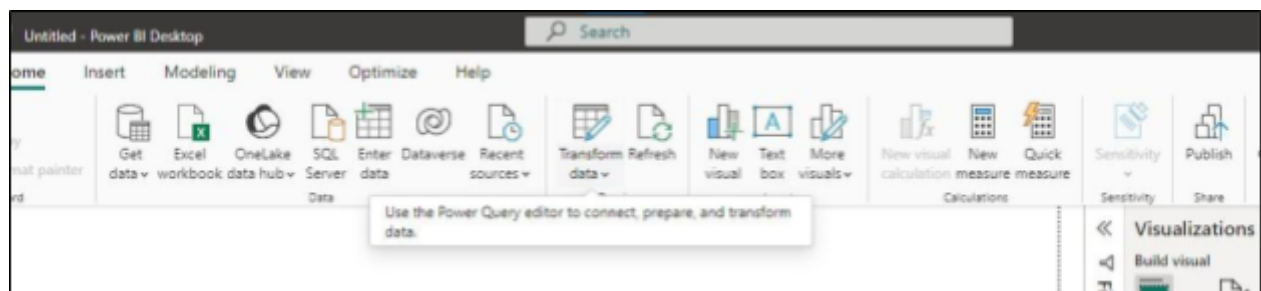 Untitled - Power BI Desktop
Search
ome Insert Modeling View Optimize Help
Get data
Excel workbook
OneLake data hub
SQL Server
Enter data
Dataverse
Recent sources
Transform data
Refresh
New visual
Text box
More visuals
New visual calculation
New measure
Quick measure
Sensitivity
Publish
mat painter
rd
Data
Calculations
Sensitivity
Share
Use the Power Query editor to connect, prepare, and transform
data.
Visualizations
Build visual